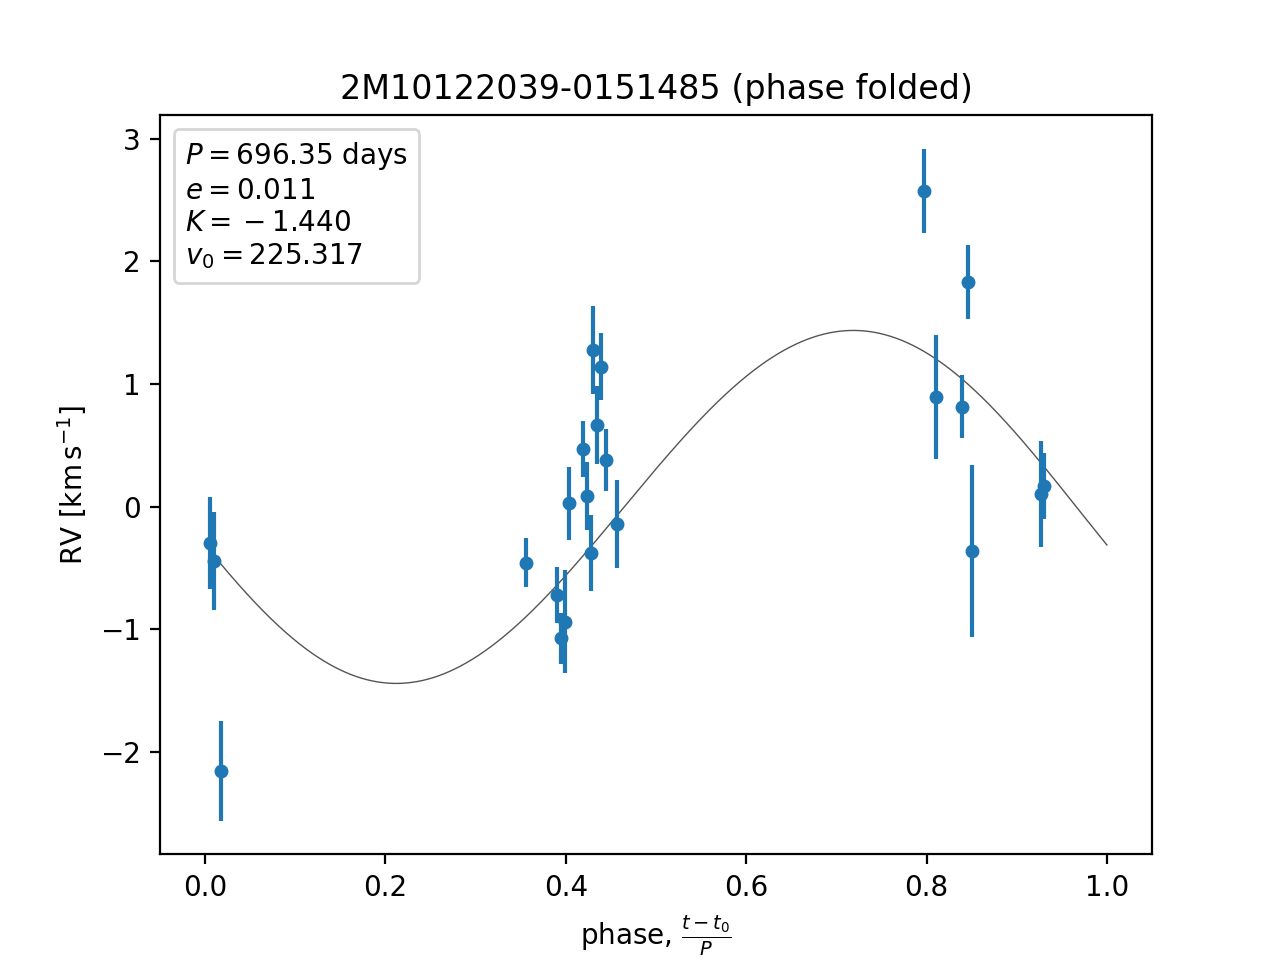 2M10122039-0151485 (phase folded)
P = 696.35 days
e = 0.011
K = −1.440
v₀ = 225.317
3
2
1
0
−1
−2
RV [km s⁻¹]
0.0 0.2 0.4 0.6 0.8 1.0
phase, (t − t₀)/P